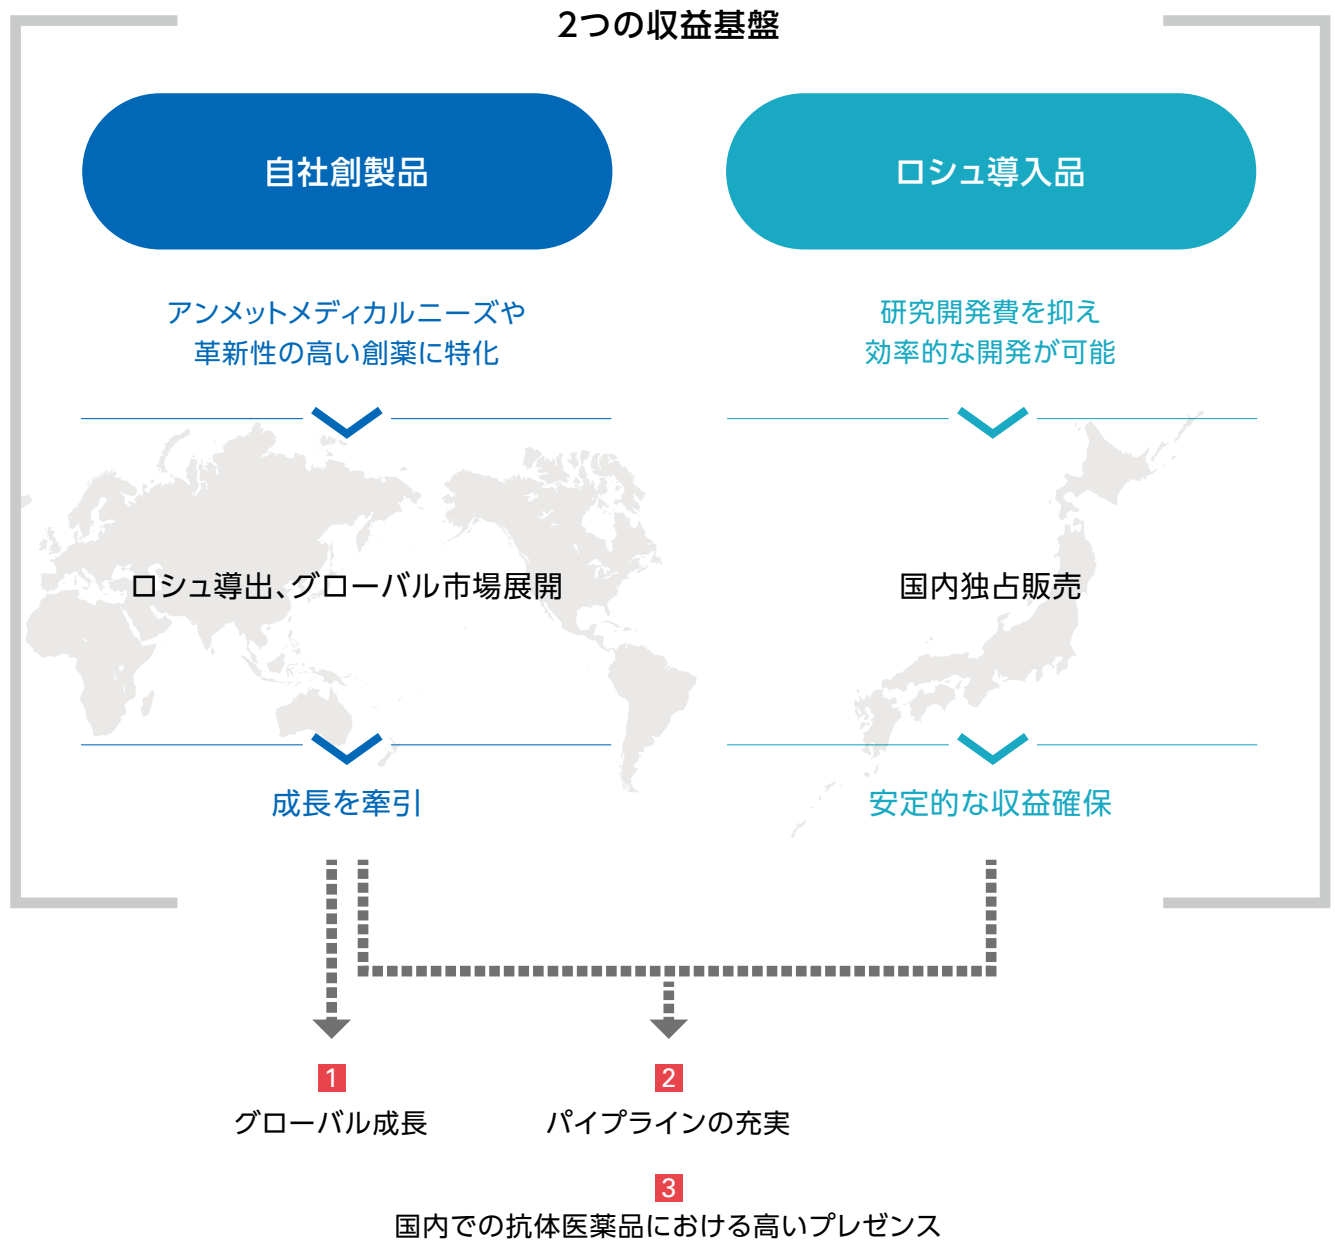 2つの収益基盤
自社創製品
アンメットメディカルニーズや
革新性の高い創薬に特化
ロシュ導出、グローバル市場展開
成長を牽引
ロシュ導入品
研究開発費を抑え
効率的な開発が可能
国内独占販売
安定的な収益確保
1
グローバル成長
2
パイプラインの充実
3
国内での抗体医薬品における高いプレゼンス